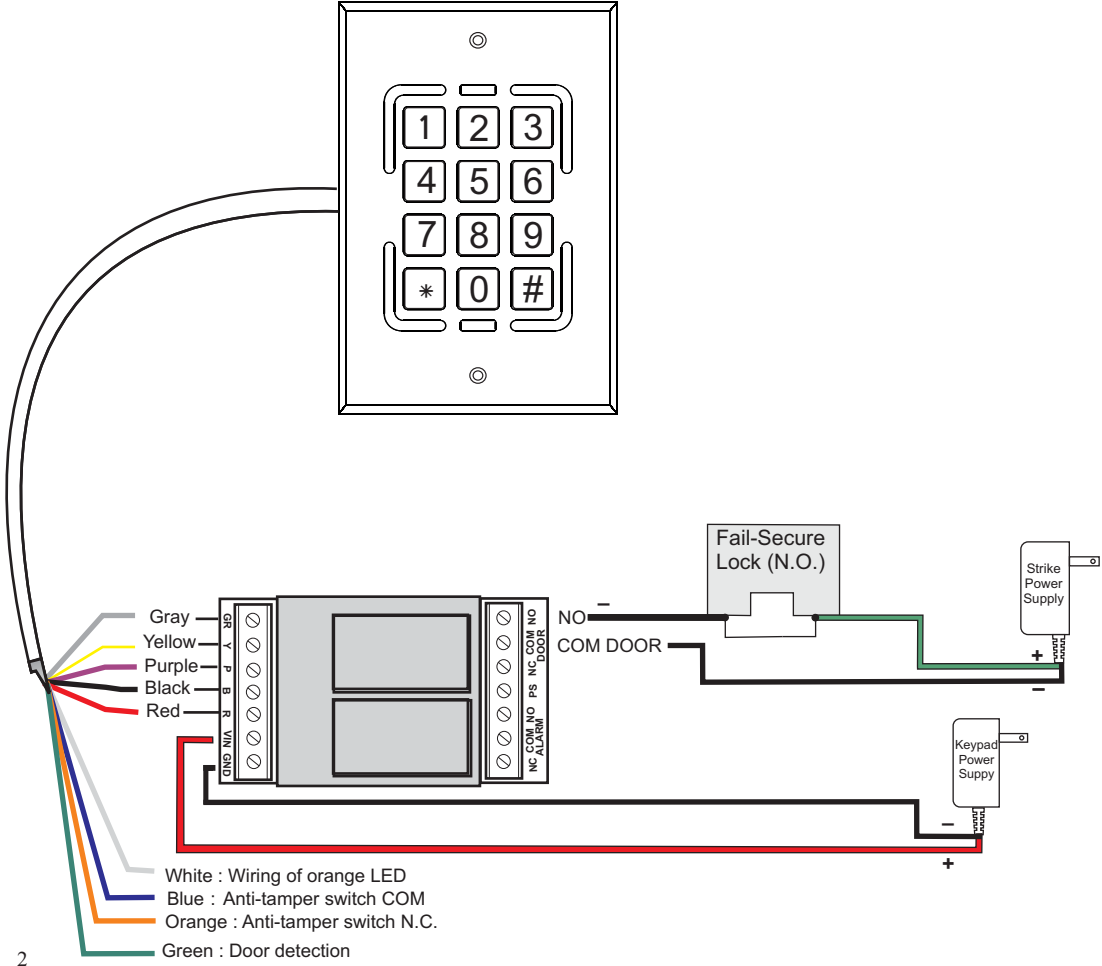 1 2 3
4 5 6
7 8 9
* 0 #
Fail-Secure
Lock (N.O.)
Strike
Power
Supply
+
–
NO
–
COM DOOR
Gray
Yellow
Purple
Black
Red
GR
Y
P
B
R
VIN
GND
NC COM NO
DOOR
PS
NC COM NO
ALARM
Keypad
Power
Suppy
–
+
White : Wiring of orange LED
Blue : Anti-tamper switch COM
Orange : Anti-tamper switch N.C.
Green : Door detection
2